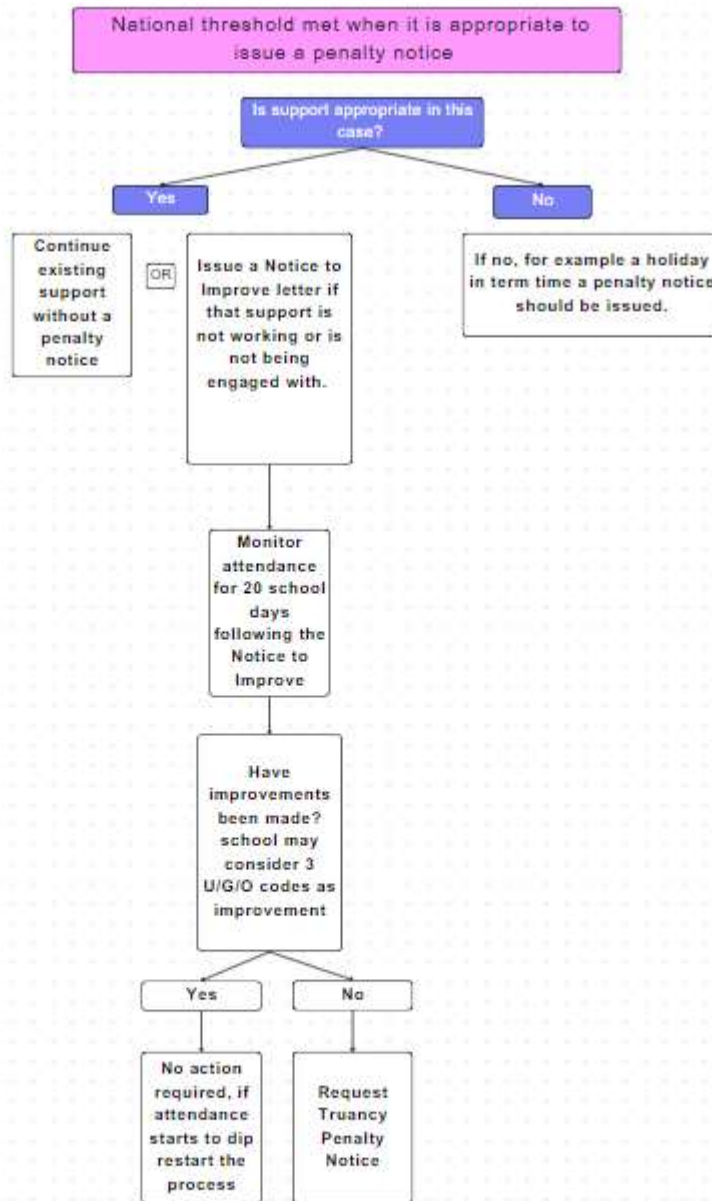 National threshold met when it is appropriate to
issue a penalty notice
Is support appropriate in this
case?
Yes
No
Continue
existing
support
without a
penalty
notice
OR
Issue a Notice to
Improve letter if
that support is
not working or is
not being
engaged with.
If no, for example a holiday
in term time a penalty notice
should be issued.
Monitor
attendance
for 20 school
days
following the
Notice to
Improve
Have
improvements
been made?
school may
consider 3
U/G/O codes as
improvement
Yes
No
No action
required, if
attendance
starts to dip
restart the
process
Request
Truancy
Penalty
Notice